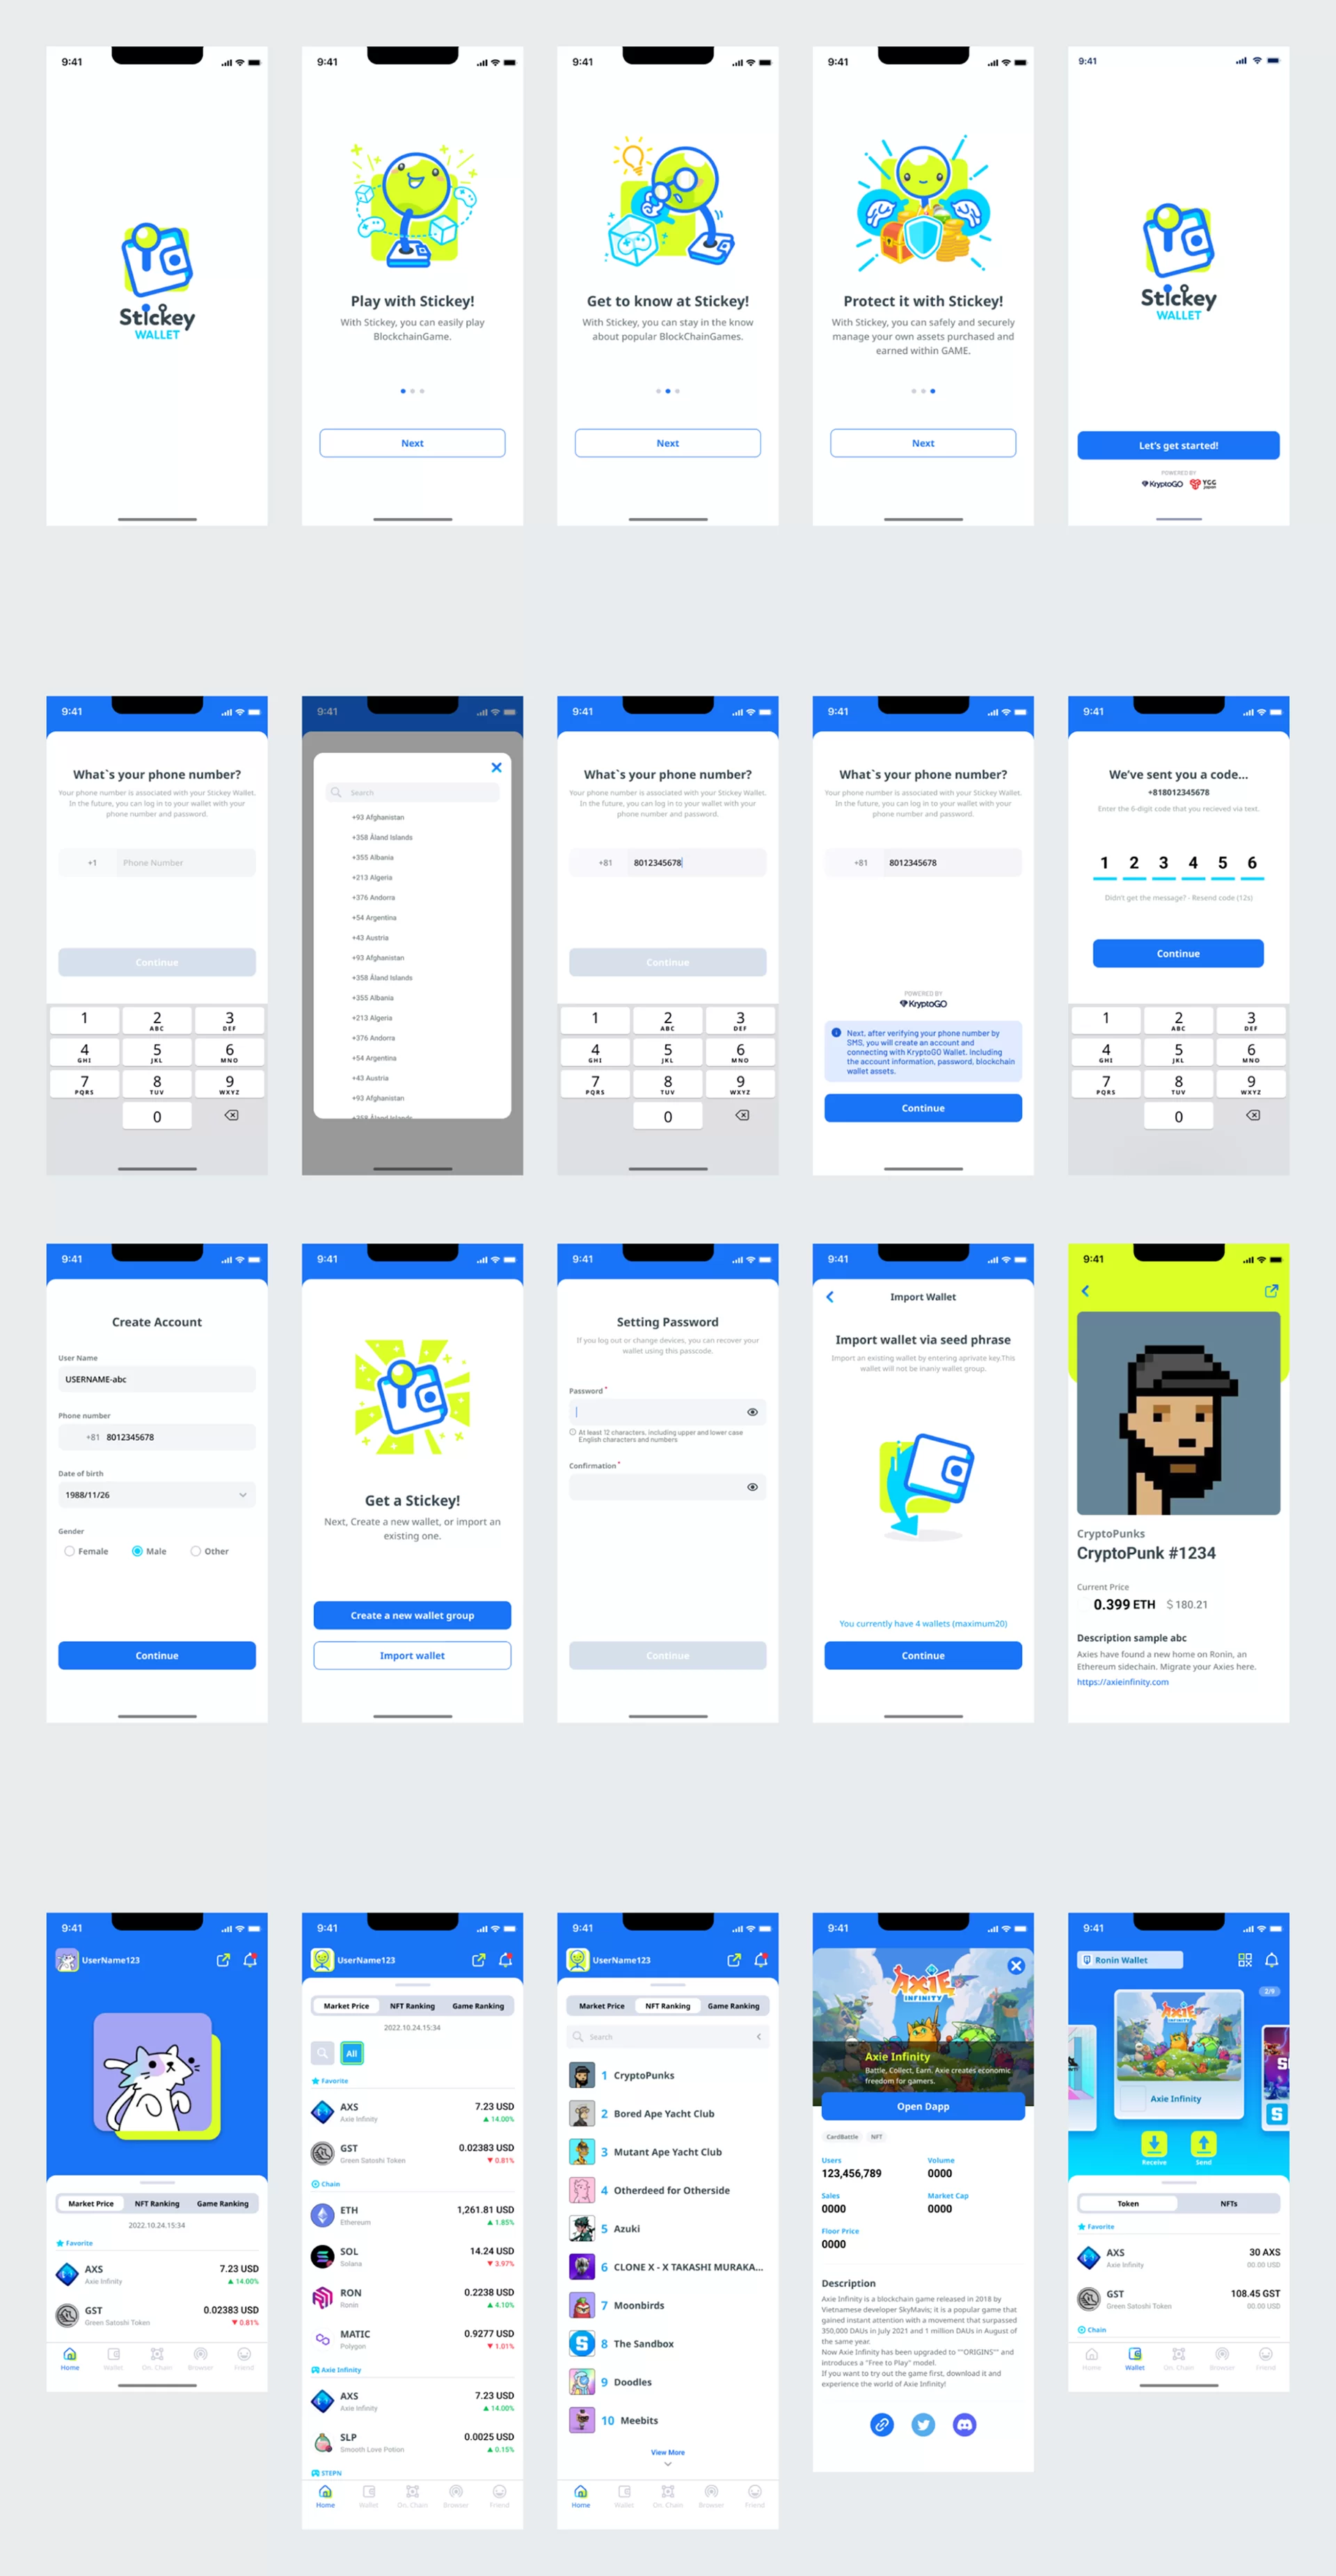 9:41
Stickey
WALLET
9:41
Play with Stickey!
With Stickey, you can easily play
BlockchainGame.
Next
9:41
Get to know at Stickey!
With Stickey, you can stay in the know
about popular BlockChainGames.
Next
9:41
Protect it with Stickey!
With Stickey, you can safely and securely
manage your own assets purchased and
earned within GAME.
Next
9:41
Stickey
WALLET
Let's get started!
POWERED BY
KryptoGO YGG Japan
9:41
What`s your phone number?
Your phone number is associated with your Stickey Wallet.
In the future, you can log in to your wallet with your
phone number and password.
+1 Phone Number
Continue
1 2 ABC 3 DEF
4 GHI 5 JKL 6 MNO
7 PQRS 8 TUV 9 WXYZ
0
9:41
Search
+93 Afghanistan
+358 Åland Islands
+355 Albania
+213 Algeria
+376 Andorra
+54 Argentina
+43 Austria
+93 Afghanistan
+358 Åland Islands
+355 Albania
+213 Algeria
+376 Andorra
+54 Argentina
+43 Austria
+93 Afghanistan
+358 Åland Islands
9:41
What`s your phone number?
Your phone number is associated with your Stickey Wallet.
In the future, you can log in to your wallet with your
phone number and password.
+81 8012345678
Continue
1 2 ABC 3 DEF
4 GHI 5 JKL 6 MNO
7 PQRS 8 TUV 9 WXYZ
0
9:41
What`s your phone number?
Your phone number is associated with your Stickey Wallet.
In the future, you can log in to your wallet with your
phone number and password.
+81 8012345678
POWERED BY
KryptoGO
Next, after verifying your phone number by
SMS, you will create an account and
connecting with KryptoGO Wallet. Including
the account information, password, blockchain
wallet assets.
Continue
9:41
We've sent you a code...
+818012345678
Enter the 6-digit code that you recieved via text.
1 2 3 4 5 6
Didn't get the message? - Resend code (12s)
Continue
1 2 ABC 3 DEF
4 GHI 5 JKL 6 MNO
7 PQRS 8 TUV 9 WXYZ
0
9:41
Create Account
User Name
USERNAME-abc
Phone number
+81 8012345678
Date of birth
1988/11/26
Gender
Female Male Other
Continue
9:41
Get a Stickey!
Next, Create a new wallet, or import an
existing one.
Create a new wallet group
Import wallet
9:41
Setting Password
If you log out or change devices, you can recover your
wallet using this passcode.
Password *
At least 12 characters, including upper and lower case
English characters and numbers
Confirmation *
Continue
9:41
Import Wallet
Import wallet via seed phrase
Import an existing wallet by entering aprivate key.This
wallet will not be inaniy wallet group.
You currently have 4 wallets (maximum20)
Continue
9:41
CryptoPunks
CryptoPunk #1234
Current Price
0.399 ETH $ 180.21
Description sample abc
Axies have found a new home on Ronin, an
Ethereum sidechain. Migrate your Axies here.
https://axieinfinity.com
9:41
UserName123
Market Price NFT Ranking Game Ranking
2022.10.24.15:34
Favorite
AXS 7.23 USD
Axie Infinity ▲ 14.00%
GST 0.02383 USD
Green Satoshi Token ▼ 0.81%
Home Wallet On. Chain Browser Friend
9:41
UserName123
Market Price NFT Ranking Game Ranking
2022.10.24.15:34
All
Favorite
AXS 7.23 USD
Axie Infinity ▲ 14.00%
GST 0.02383 USD
Green Satoshi Token ▼ 0.81%
Chain
ETH 1,261.81 USD
Ethereum ▲ 1.85%
SOL 14.24 USD
Solana ▼ 3.97%
RON 0.2238 USD
Ronin ▲ 4.10%
MATIC 0.9277 USD
Polygon ▼ 1.01%
Axie Infinity
AXS 7.23 USD
Axie Infinity ▲ 14.00%
SLP 0.0025 USD
Smooth Love Potion ▲ 0.15%
STEPN
Home Wallet On. Chain Browser Friend
9:41
UserName123
Market Price NFT Ranking Game Ranking
Search
1 CryptoPunks
2 Bored Ape Yacht Club
3 Mutant Ape Yacht Club
4 Otherdeed for Otherside
5 Azuki
6 CLONE X - X TAKASHI MURAKA...
7 Moonbirds
8 The Sandbox
9 Doodles
10 Meebits
View More
Home Wallet On. Chain Browser Friend
9:41
AXIE
INFINITY
Axie Infinity
Battle, Collect, Earn. Axie creates economic
freedom for gamers.
Open Dapp
CardBattle NFT
Users Volume
123,456,789 0000
Sales Market Cap
0000 0000
Floor Price
0000
Description
Axie Infinity is a blockchain game released in 2018 by
Vietnamese developer SkyMavis; it is a popular game that
gained instant attention with a movement that surpassed
350,000 DAUs in July 2021 and 1 million DAUs in August of
the same year.
Now Axie Infinity has been upgraded to ""ORIGINS"" and
introduces a "Free to Play" model.
If you want to try out the game first, download it and
experience the world of Axie Infinity!
9:41
Ronin Wallet
2/9
AXIE
INFINITY
Axie Infinity
Receive Send
Token NFTs
Favorite
AXS 30 AXS
Axie Infinity 00.00 USD
GST 108.45 GST
Green Satoshi Token 00.00 USD
Chain
Home Wallet On. Chain Browser Friend